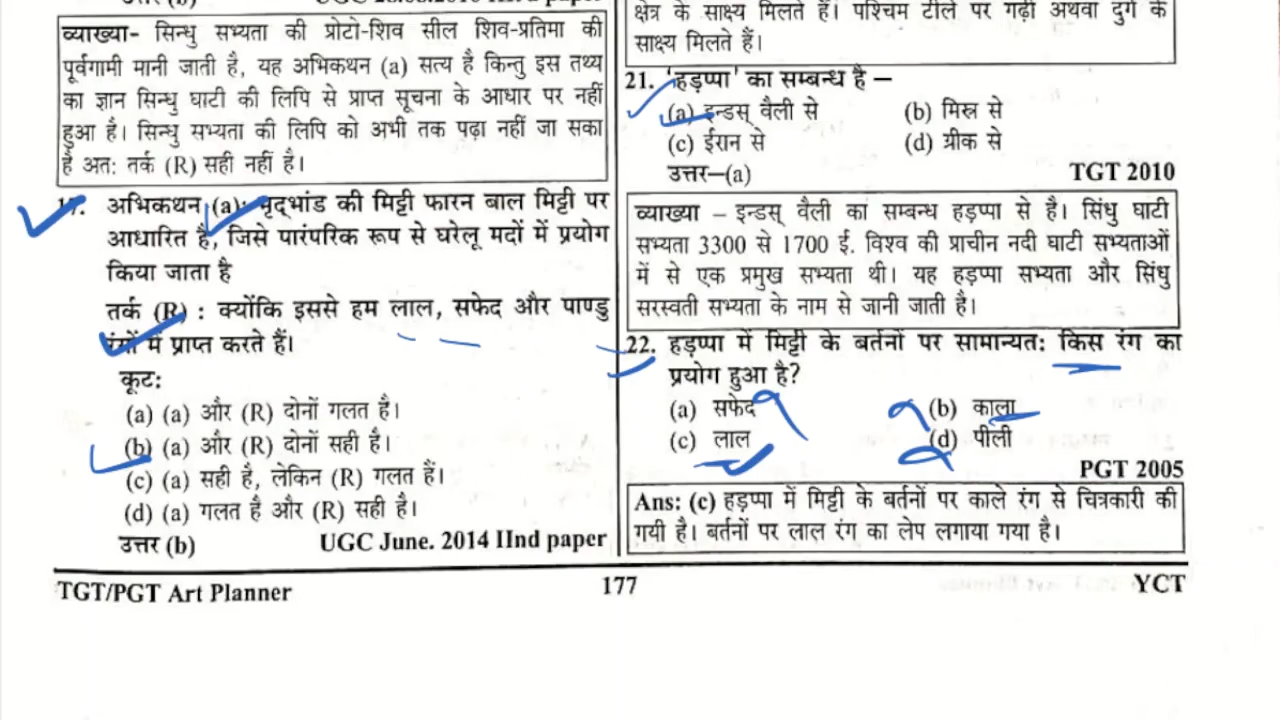 उत्तर (b)
व्याख्या- सिन्धु सभ्यता की प्रोटो-शिव सील शिव-प्रतिमा की
पूर्वगामी मानी जाती है, यह अभिकथन (a) सत्य है किन्तु इस तथ्य
का ज्ञान सिन्धु घाटी की लिपि से प्राप्त सूचना के आधार पर नहीं
हुआ है। सिन्धु सभ्यता की लिपि को अभी तक पढ़ा नहीं जा सका
है अत: तर्क (R) सही नहीं है।
17. अभिकथन (a): मृद्भांड की मिट्टी फारन बाल मिट्टी पर
आधारित है, जिसे पारंपरिक रूप से घरेलू मदों में प्रयोग
किया जाता है
तर्क (R) : क्योंकि इससे हम लाल, सफेद और पाण्डु
रंगों में प्राप्त करते हैं।
कूट:
(a) (a) और (R) दोनों गलत है।
(b) (a) और (R) दोनों सही है।
(c) (a) सही है, लेकिन (R) गलत हैं।
(d) (a) गलत है और (R) सही है।
उत्तर (b) UGC June. 2014 IInd paper
क्षेत्र के साक्ष्य मिलते हैं। पश्चिम टीले पर गढ़ी अथवा दुर्ग के
साक्ष्य मिलते हैं।
21. 'हड़प्पा' का सम्बन्ध है –
(a) इन्डस् वैली से (b) मिस्र से
(c) ईरान से (d) ग्रीक से
उत्तर–(a) TGT 2010
व्याख्या – इन्डस् वैली का सम्बन्ध हड़प्पा से है। सिंधु घाटी
सभ्यता 3300 से 1700 ई. विश्व की प्राचीन नदी घाटी सभ्यताओं
में से एक प्रमुख सभ्यता थी। यह हड़प्पा सभ्यता और सिंधु
सरस्वती सभ्यता के नाम से जानी जाती है।
22. हड़प्पा में मिट्टी के बर्तनों पर सामान्यत: किस रंग का
प्रयोग हुआ है?
(a) सफेद (b) काला
(c) लाल (d) पीली
PGT 2005
Ans: (c) हड़प्पा में मिट्टी के बर्तनों पर काले रंग से चित्रकारी की
गयी है। बर्तनों पर लाल रंग का लेप लगाया गया है।
TGT/PGT Art Planner 177 YCT